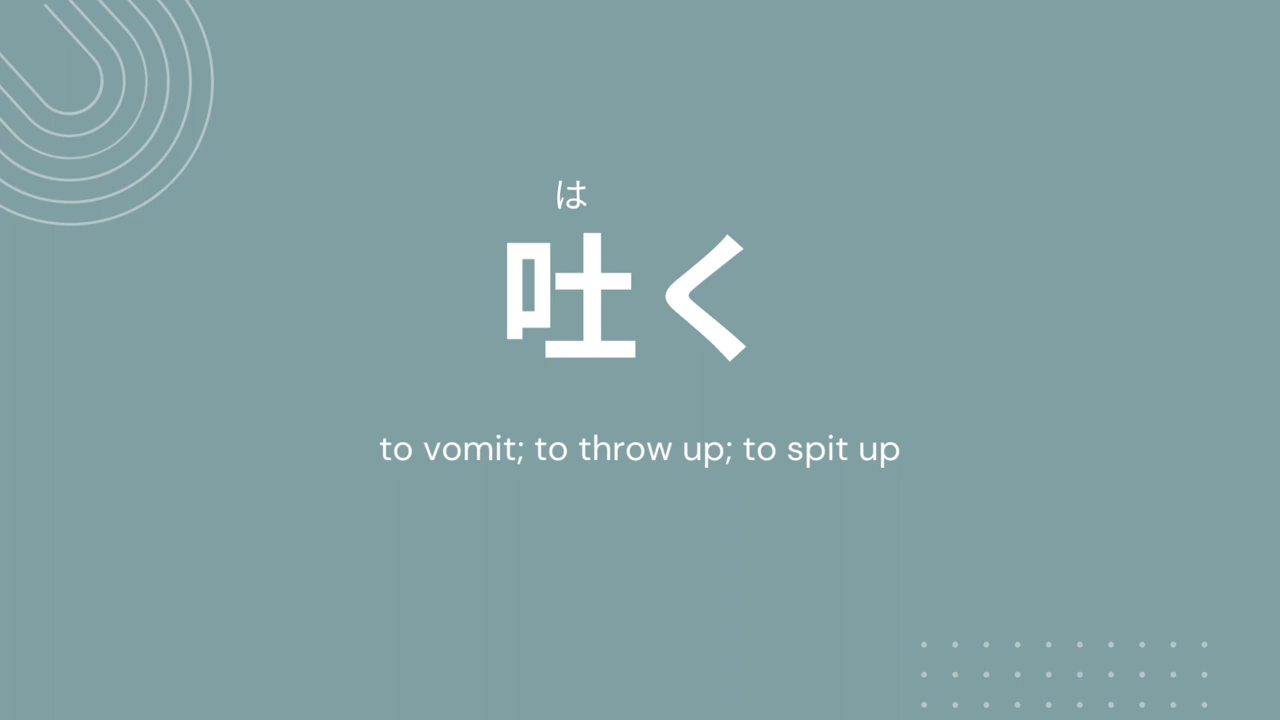 は
吐く
to vomit; to throw up; to spit up